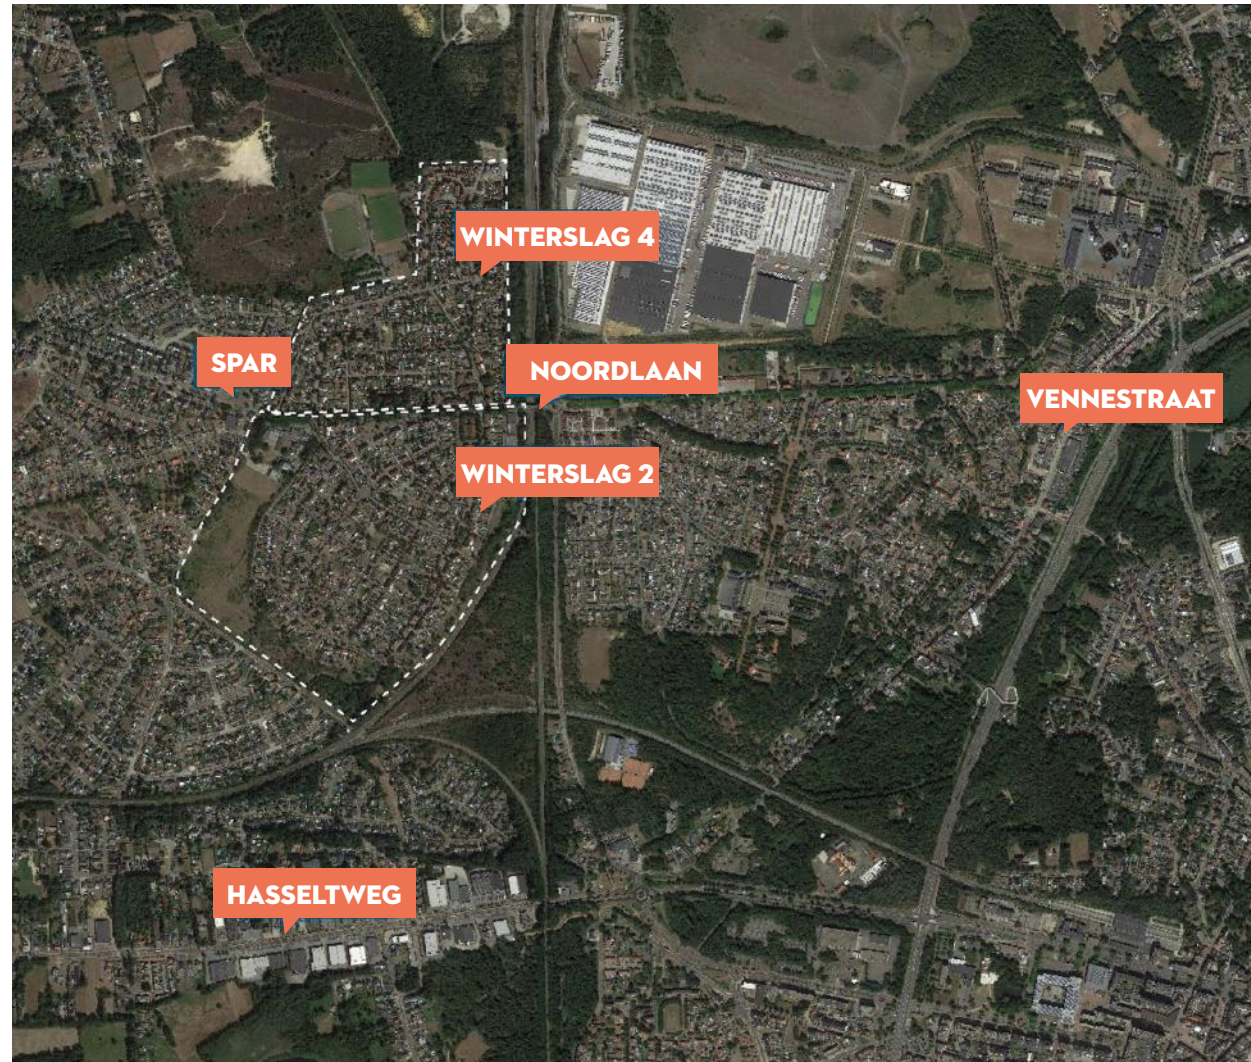 WINTERSLAG 4
SPAR
NOORDLAAN
VENNESTRAAT
WINTERSLAG 2
HASSELTWEG